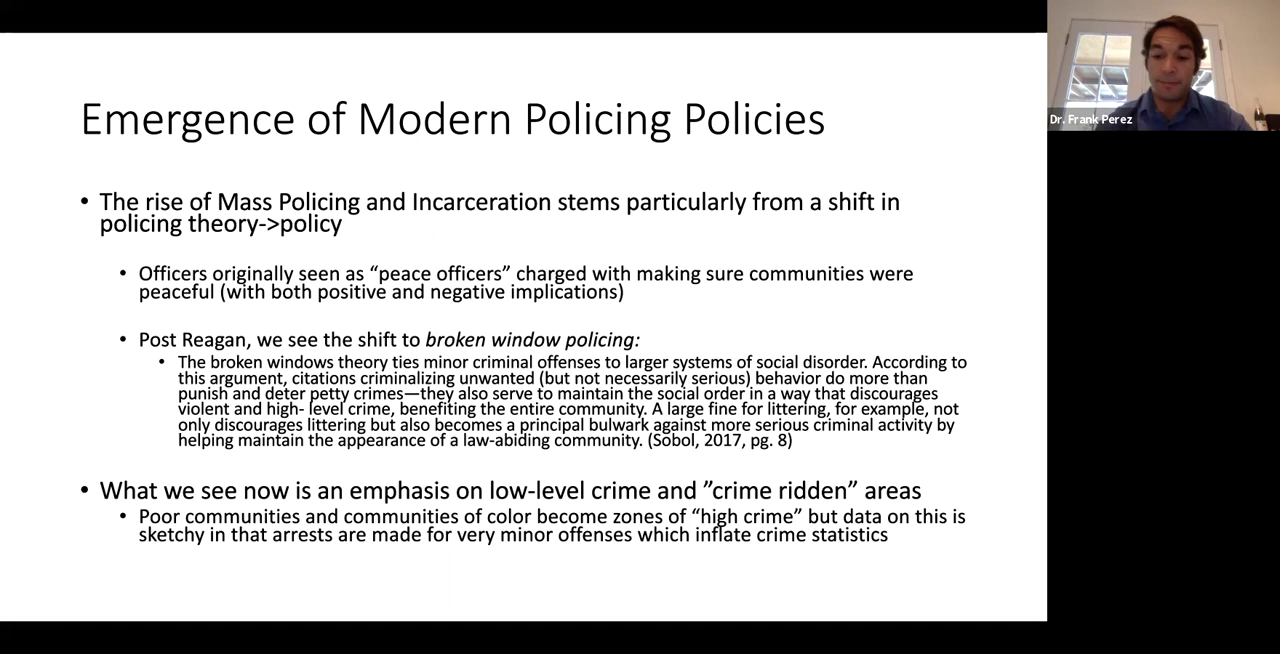 Emergence of Modern Policing Policies
• The rise of Mass Policing and Incarceration stems particularly from a shift in
policing theory->policy
• Officers originally seen as “peace officers” charged with making sure communities were
peaceful (with both positive and negative implications)
• Post Reagan, we see the shift to broken window policing:
• The broken windows theory ties minor criminal offenses to larger systems of social disorder. According to
this argument, citations criminalizing unwanted (but not necessarily serious) behavior do more than
punish and deter petty crimes—they also serve to maintain the social order in a way that discourages
violent and high- level crime, benefiting the entire community. A large fine for littering, for example, not
only discourages littering but also becomes a principal bulwark against more serious criminal activity by
helping maintain the appearance of a law-abiding community. (Sobol, 2017, pg. 8)
• What we see now is an emphasis on low-level crime and ”crime ridden” areas
• Poor communities and communities of color become zones of “high crime” but data on this is
sketchy in that arrests are made for very minor offenses which inflate crime statistics
Dr. Frank Perez